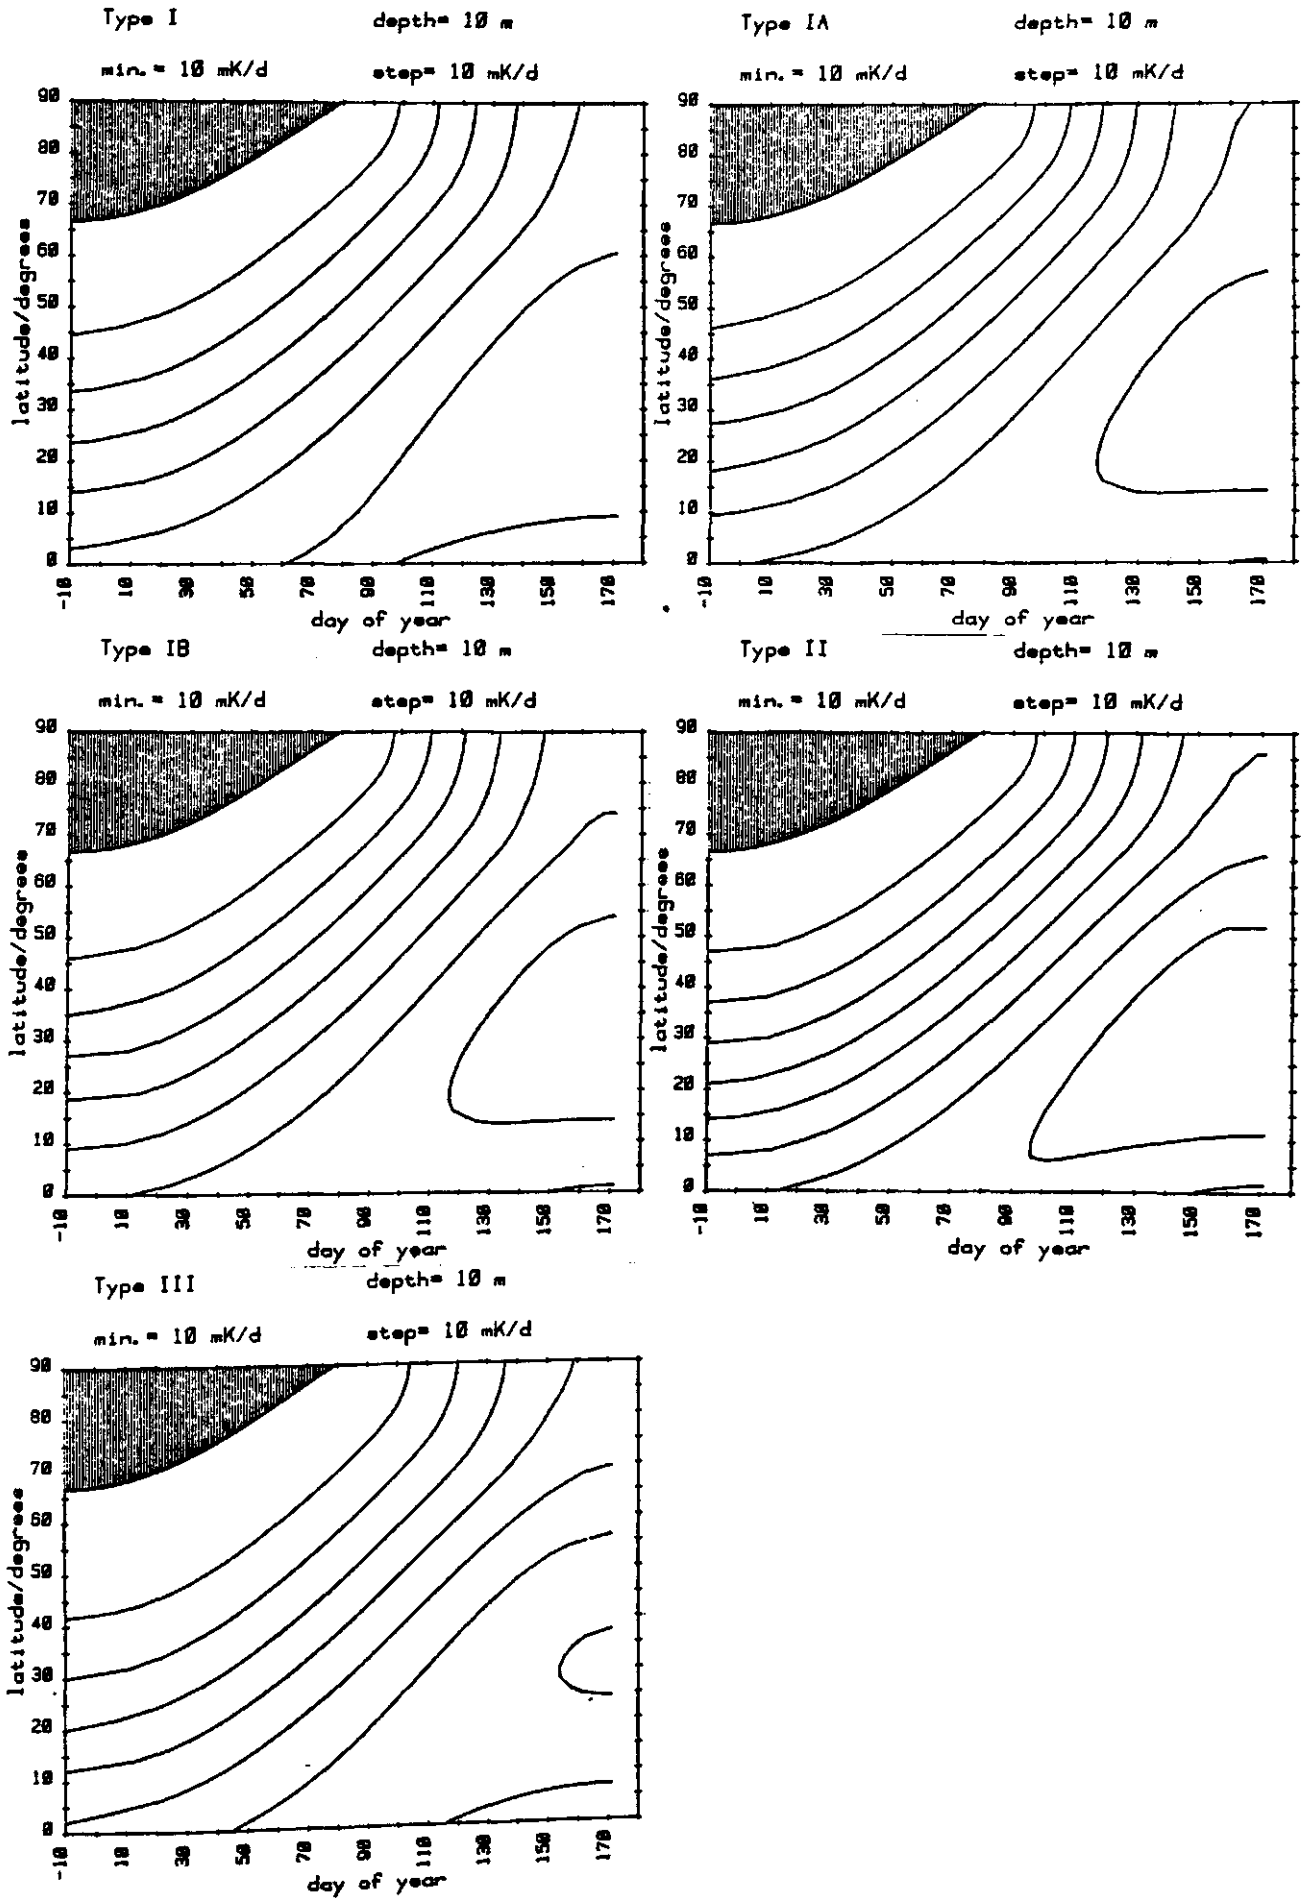 Type I depth= 10 m
min. = 10 mK/d step= 10 mK/d
90
80
70
60
50
40
30
20
10
0
latitude/degrees
-10 10 30 50 70 90 110 130 150 170
day of year
Type IA depth= 10 m
min. = 10 mK/d step= 10 mK/d
90
80
70
60
50
40
30
20
10
0
latitude/degrees
-10 10 30 50 70 90 110 130 150 170
day of year
Type IB depth= 10 m
min. = 10 mK/d step= 10 mK/d
90
80
70
60
50
40
30
20
10
0
latitude/degrees
-10 10 30 50 70 90 110 130 150 170
day of year
Type II depth= 10 m
min. = 10 mK/d step= 10 mK/d
90
80
70
60
50
40
30
20
10
0
latitude/degrees
-10 10 30 50 70 90 110 130 150 170
day of year
Type III depth= 10 m
min. = 10 mK/d step= 10 mK/d
90
80
70
60
50
40
30
20
10
0
latitude/degrees
-10 10 30 50 70 90 110 130 150 170
day of year